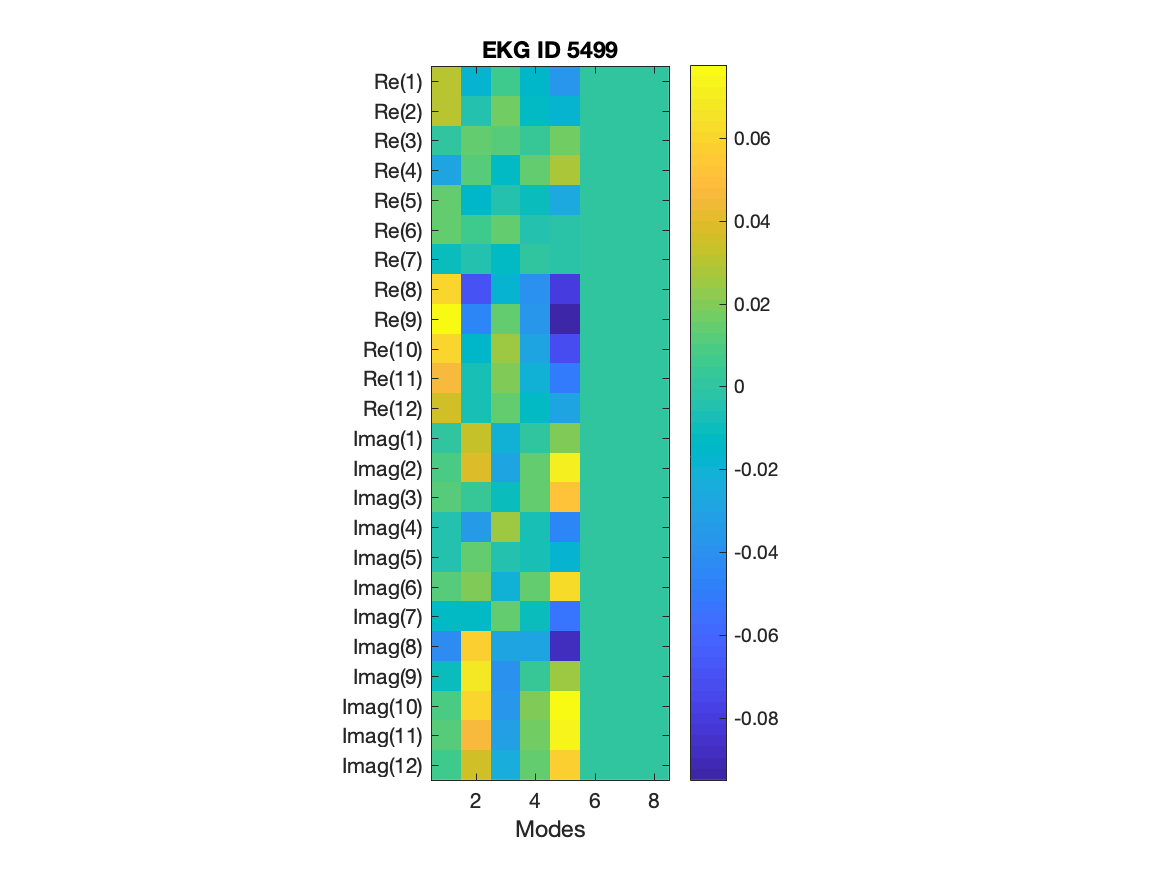 EKG ID 5499
Re(1)
Re(2)
Re(3)
Re(4)
Re(5)
Re(6)
Re(7)
Re(8)
Re(9)
Re(10)
Re(11)
Re(12)
Imag(1)
Imag(2)
Imag(3)
Imag(4)
Imag(5)
Imag(6)
Imag(7)
Imag(8)
Imag(9)
Imag(10)
Imag(11)
Imag(12)
2 4 6 8
Modes
0.06
0.04
0.02
0
-0.02
-0.04
-0.06
-0.08